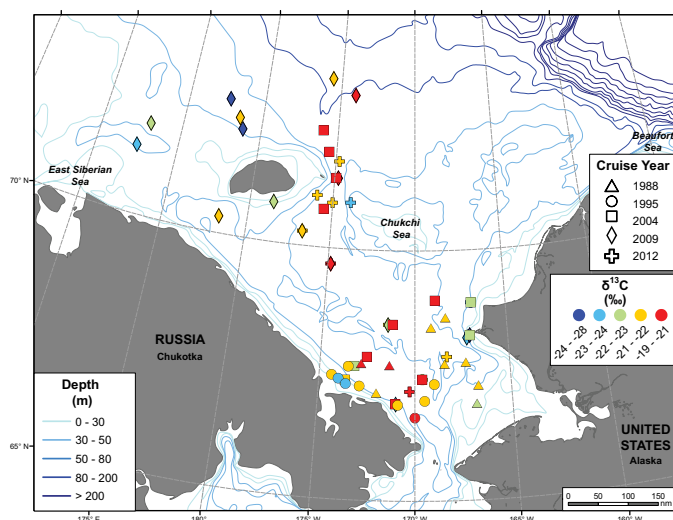 Beaufort
Sea
East Siberian
Sea
70° N
Chukchi
Sea
Cruise Year
1988
1995
2004
2009
2012
δ13C
(‰)
-24 - -28
-23 - -24
-22 - -23
-21 - -22
-19 - -21
RUSSIA
Chukotka
Depth
(m)
0 - 30
30 - 50
50 - 80
80 - 200
> 200
65° N
UNITED
STATES
Alaska
0 50 100 150
nm
175° E 180° 175° W 170° W 165° W 160° W